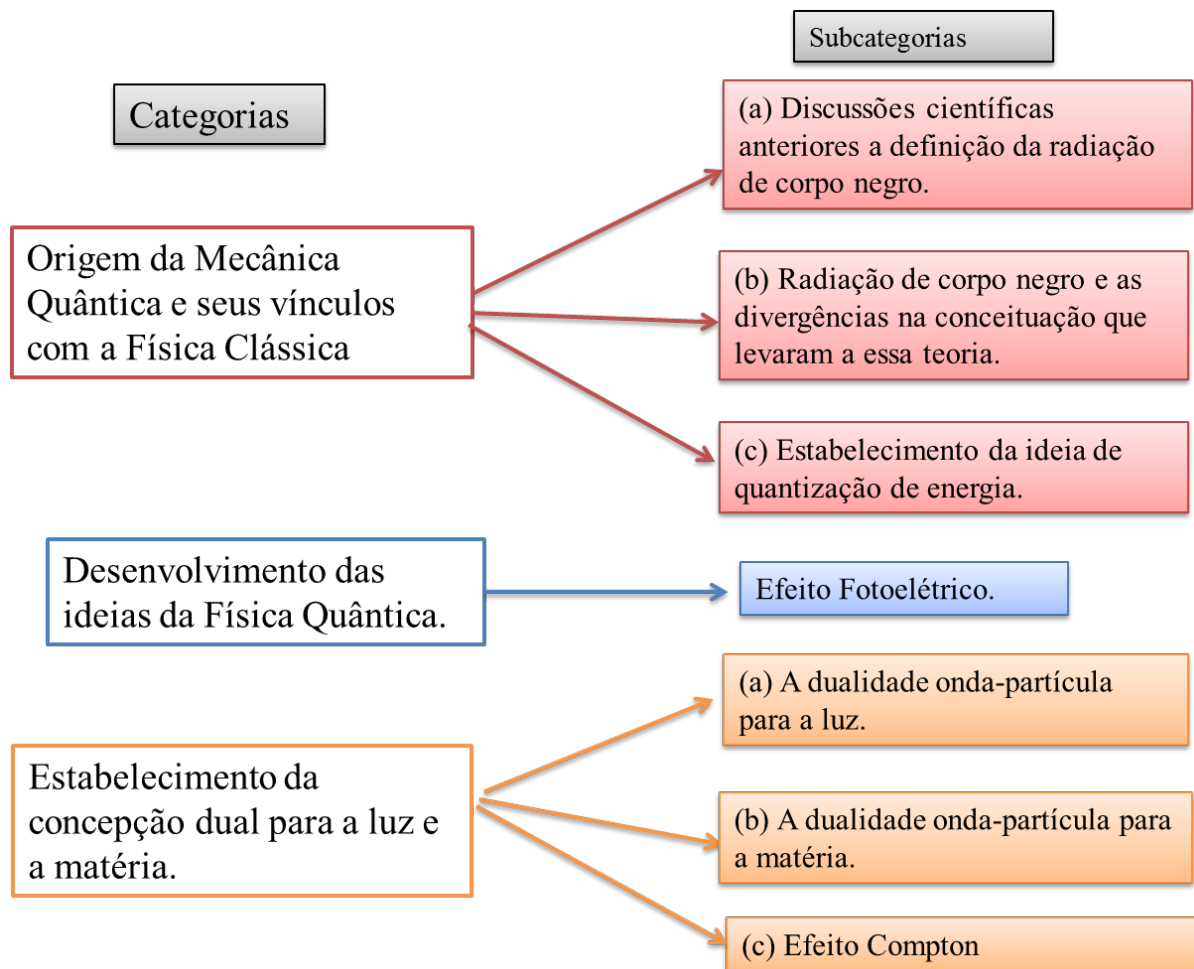 Subcategorias
Categorias
(a) Discussões científicas
anteriores a definição da radiação
de corpo negro.
Origem da Mecânica
Quântica e seus vínculos
com a Física Clássica
(b) Radiação de corpo negro e as
divergências na conceituação que
levaram a essa teoria.
(c) Estabelecimento da ideia de
quantização de energia.
Desenvolvimento das
ideias da Física Quântica.
Efeito Fotoelétrico.
(a) A dualidade onda-partícula
para a luz.
Estabelecimento da
concepção dual para a luz e
a matéria.
(b) A dualidade onda-partícula para
a matéria.
(c) Efeito Compton